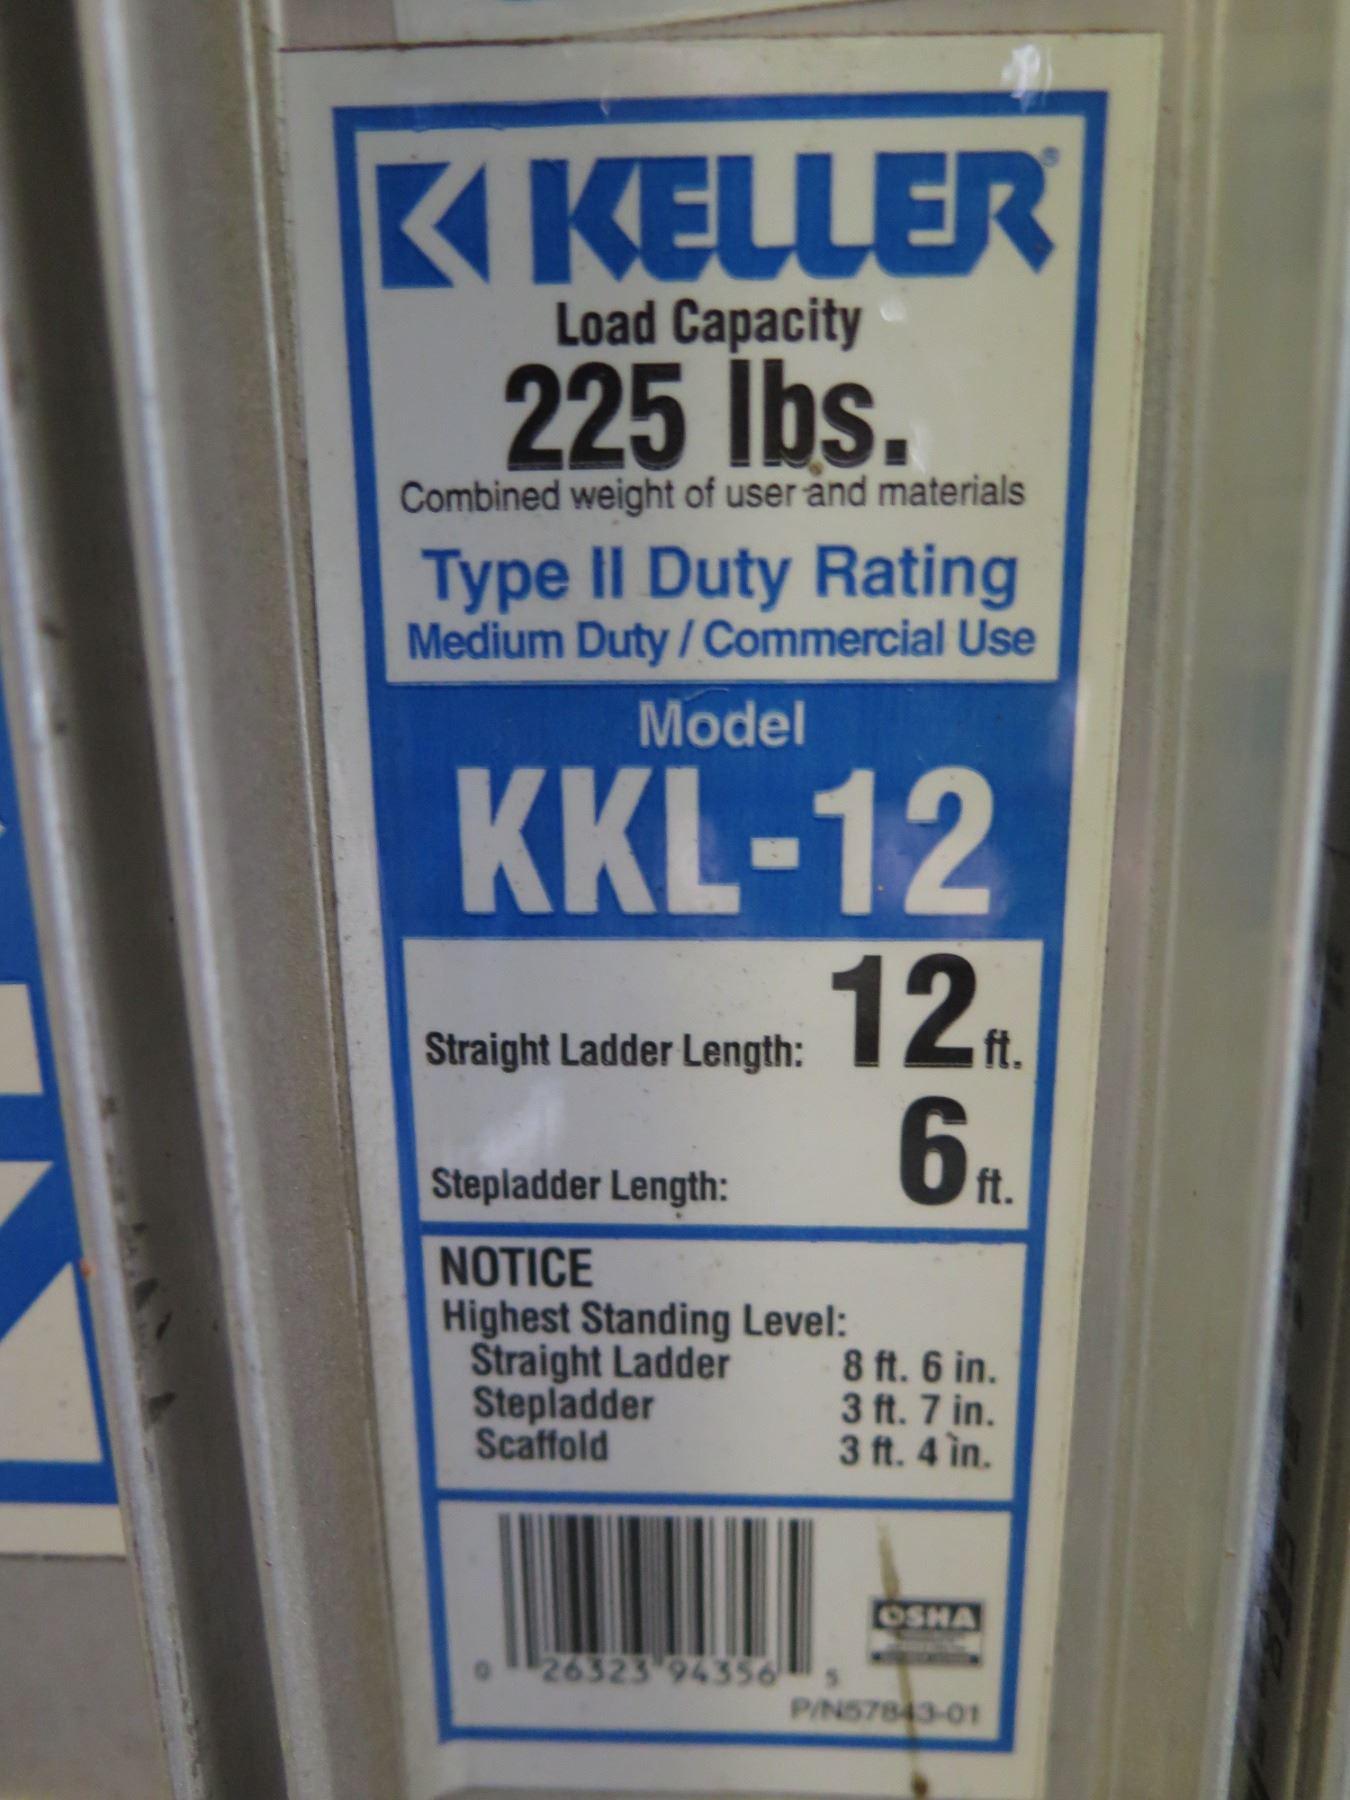 KELLER®
Load Capacity
225 lbs.
Combined weight of user and materials
Type II Duty Rating
Medium Duty / Commercial Use
Model
KKL-12
Straight Ladder Length: 12 ft.
Stepladder Length: 6 ft.
NOTICE
Highest Standing Level:
Straight Ladder 8 ft. 6 in.
Stepladder 3 ft. 7 in.
Scaffold 3 ft. 4 in.
OSHA
0 26323 94356 5
P/N57843-01